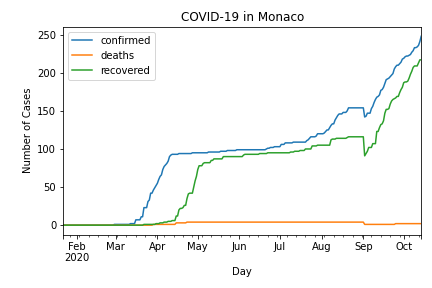 COVID-19 in Monaco
confirmed
deaths
recovered
Number of Cases
250
200
150
100
50
0
Feb Mar Apr May Jun Jul Aug Sep Oct
2020
Day